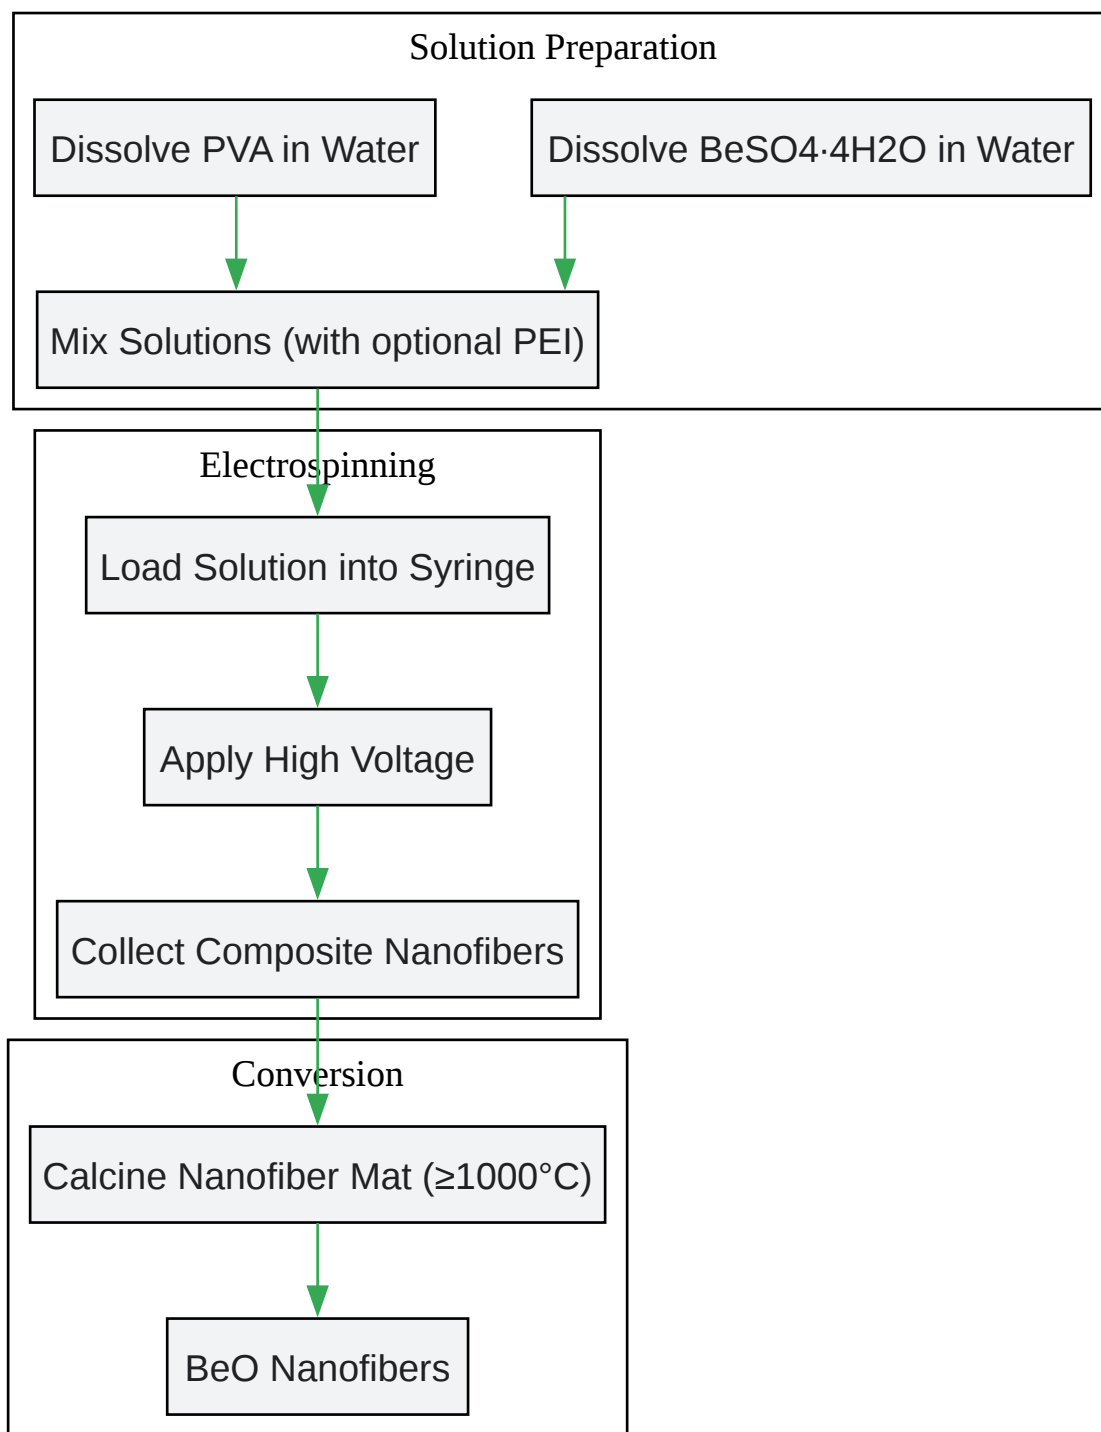 Solution Preparation
Dissolve PVA in Water
Dissolve BeSO4·4H2O in Water
Mix Solutions (with optional PEI)
Electrospinning
Load Solution into Syringe
Apply High Voltage
Collect Composite Nanofibers
Conversion
Calcine Nanofiber Mat (≥1000°C)
BeO Nanofibers